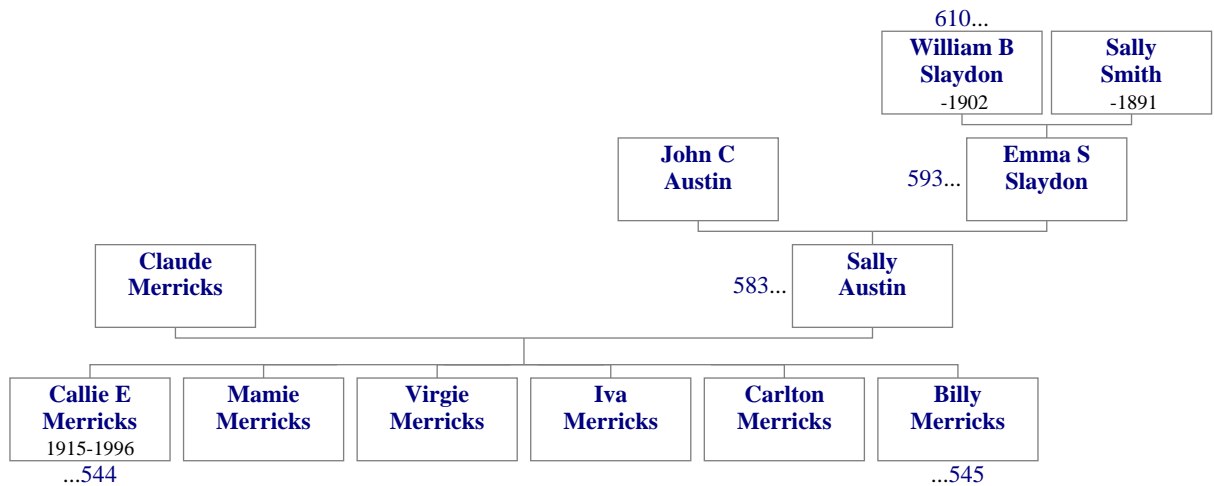 610...
William B
Slaydon
-1902
Sally
Smith
-1891
John C
Austin
593...
Emma S
Slaydon
Claude
Merricks
583...
Sally
Austin
Callie E
Merricks
1915-1996
...544
Mamie
Merricks
Virgie
Merricks
Iva
Merricks
Carlton
Merricks
Billy
Merricks
...545